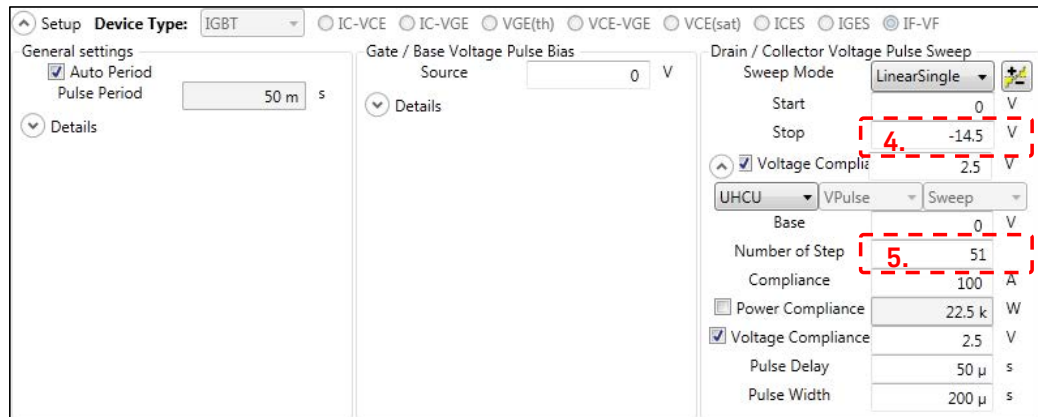 Setup Device Type: IGBT IC-VCE IC-VGE VGE(th) VCE-VGE VCE(sat) ICES IGES IF-VF
General settings
Auto Period
Pulse Period 50 m s
Details
Gate / Base Voltage Pulse Bias
Source 0 V
Details
Drain / Collector Voltage Pulse Sweep
Sweep Mode LinearSingle
Start 0 V
Stop 4. -14.5 V
Voltage Complia 2.5 V
UHCU VPulse Sweep
Base 0 V
Number of Step 5. 51
Compliance 100 A
Power Compliance 22.5 k W
Voltage Compliance 2.5 V
Pulse Delay 50 µ s
Pulse Width 200 µ s